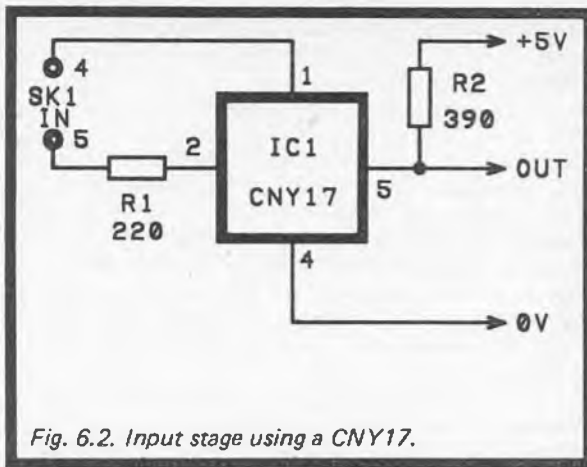 4
SK1
IN
5
R1
220
2
1
IC1
CNY17
5
4
R2
390
+5V
OUT
0V
Fig. 6.2. Input stage using a CNY17.